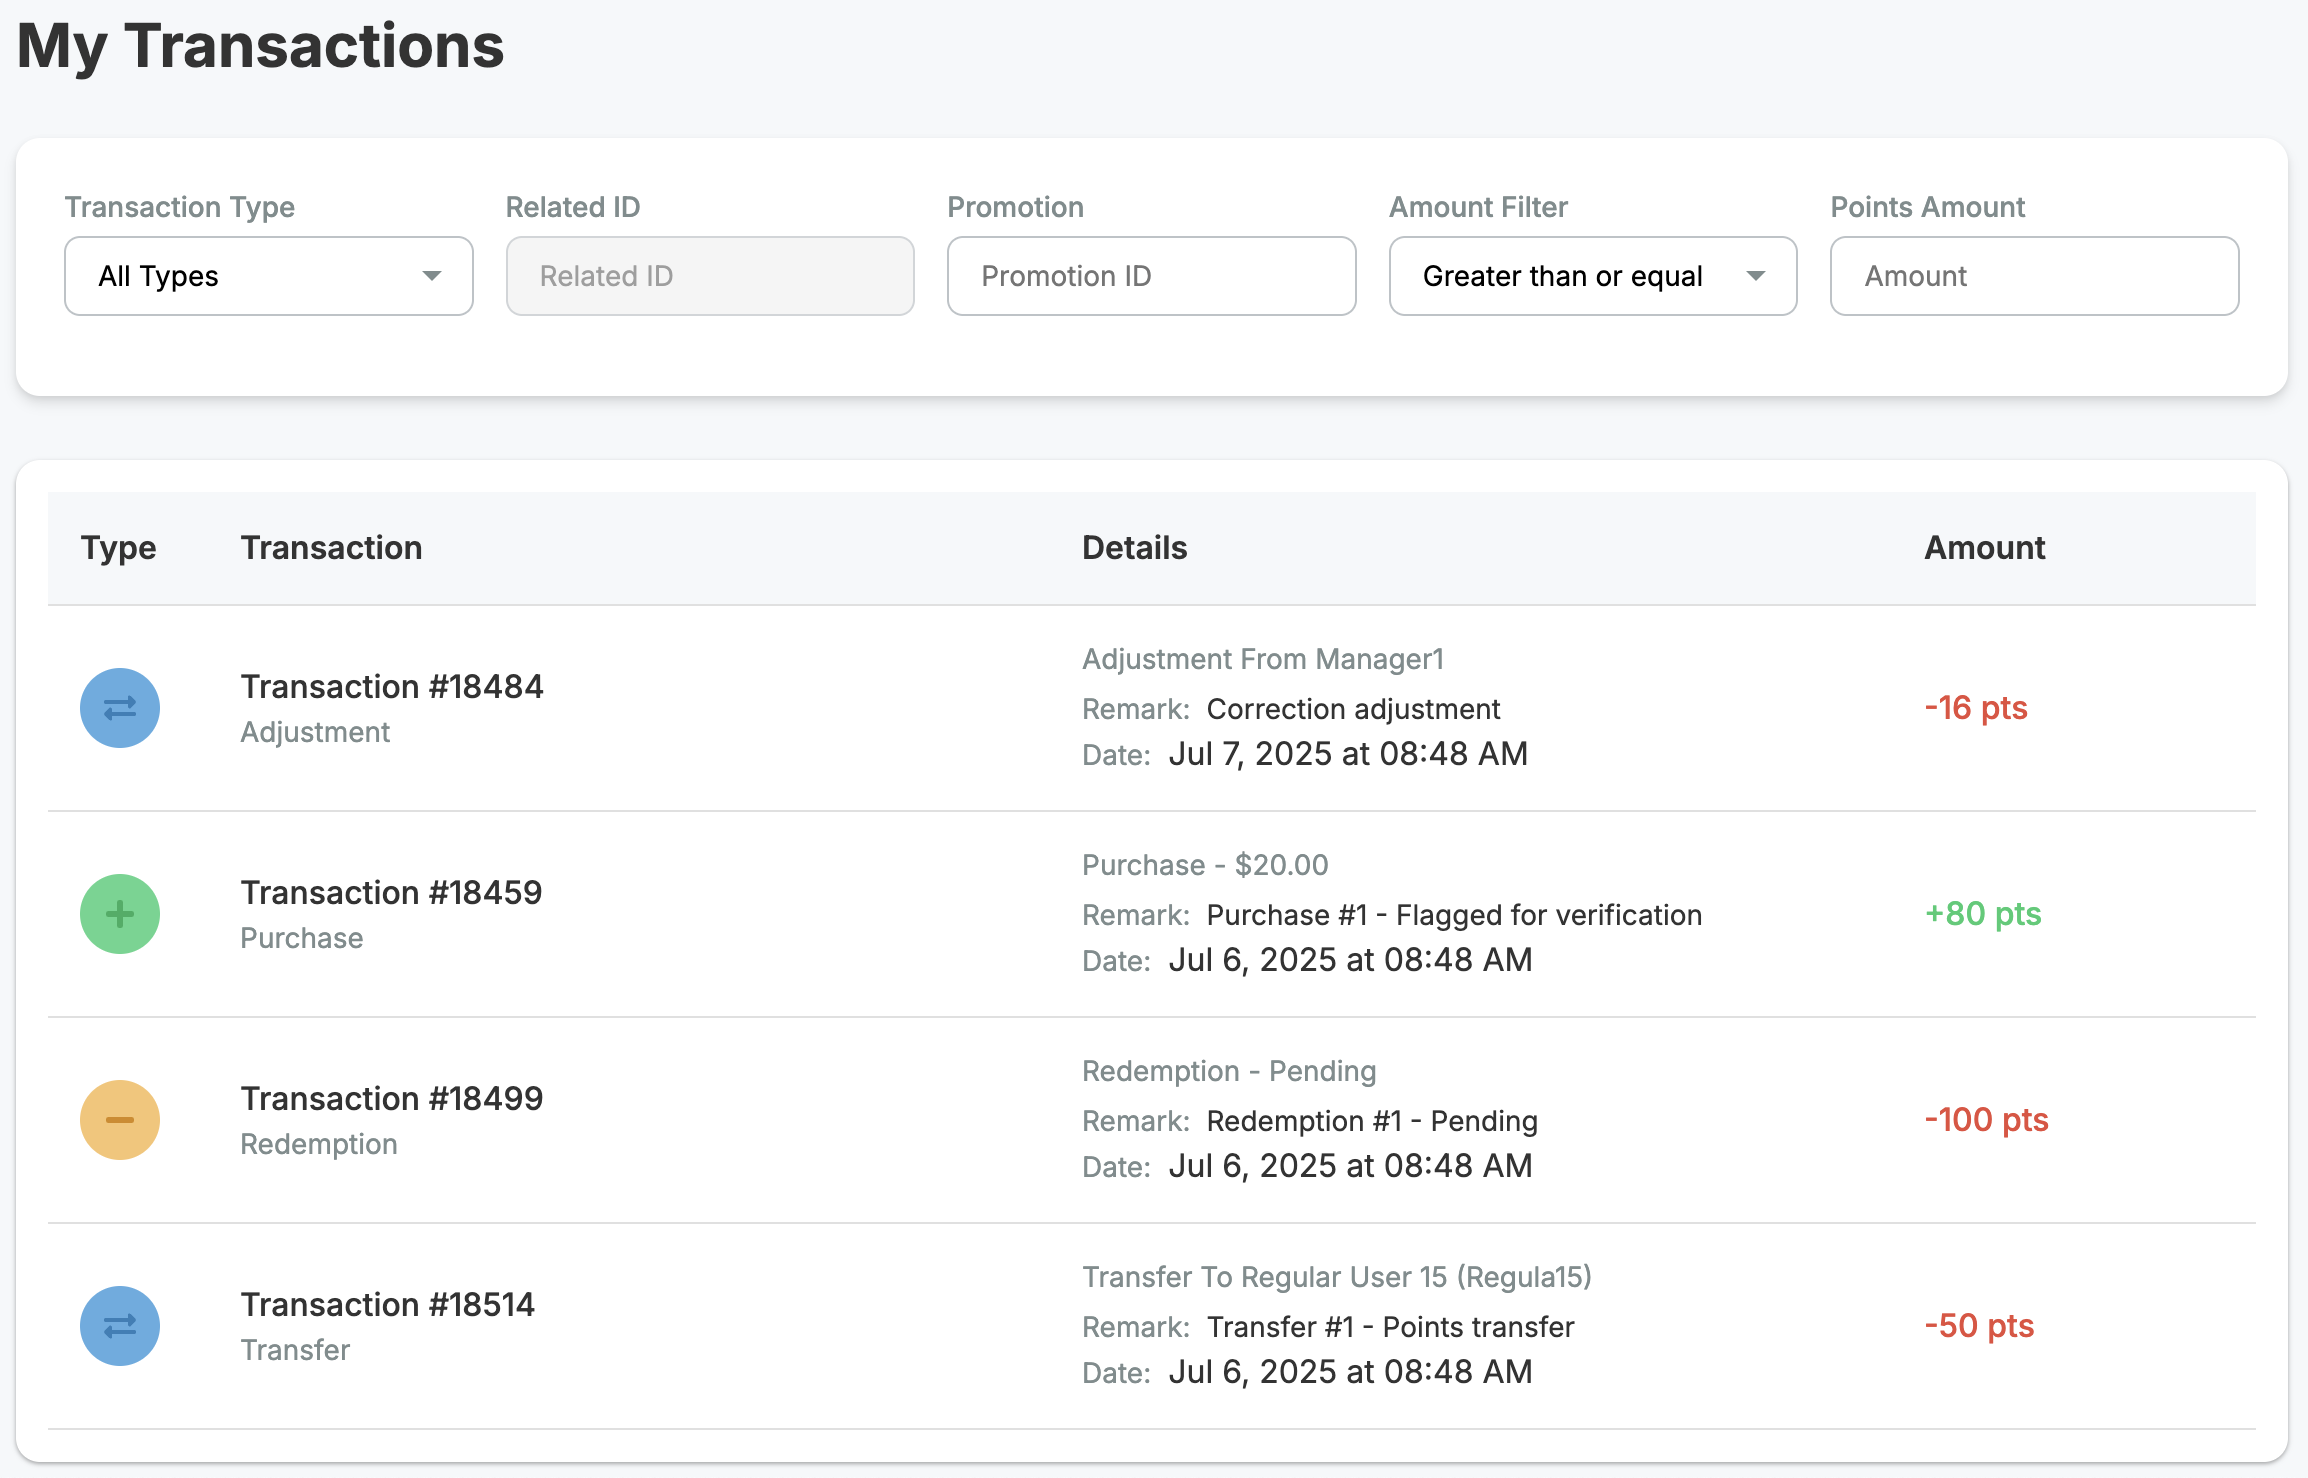 My Transactions
Transaction Type
Related ID
Promotion
Amount Filter
Points Amount
All Types
Related ID
Promotion ID
Greater than or equal
Amount
Type
Transaction
Details
Amount
Transaction #18484
Adjustment
Adjustment From Manager1
Remark: Correction adjustment
Date: Jul 7, 2025 at 08:48 AM
-16 pts
Transaction #18459
Purchase
Purchase - $20.00
Remark: Purchase #1 - Flagged for verification
Date: Jul 6, 2025 at 08:48 AM
+80 pts
Transaction #18499
Redemption
Redemption - Pending
Remark: Redemption #1 - Pending
Date: Jul 6, 2025 at 08:48 AM
-100 pts
Transaction #18514
Transfer
Transfer To Regular User 15 (Regula15)
Remark: Transfer #1 - Points transfer
Date: Jul 6, 2025 at 08:48 AM
-50 pts